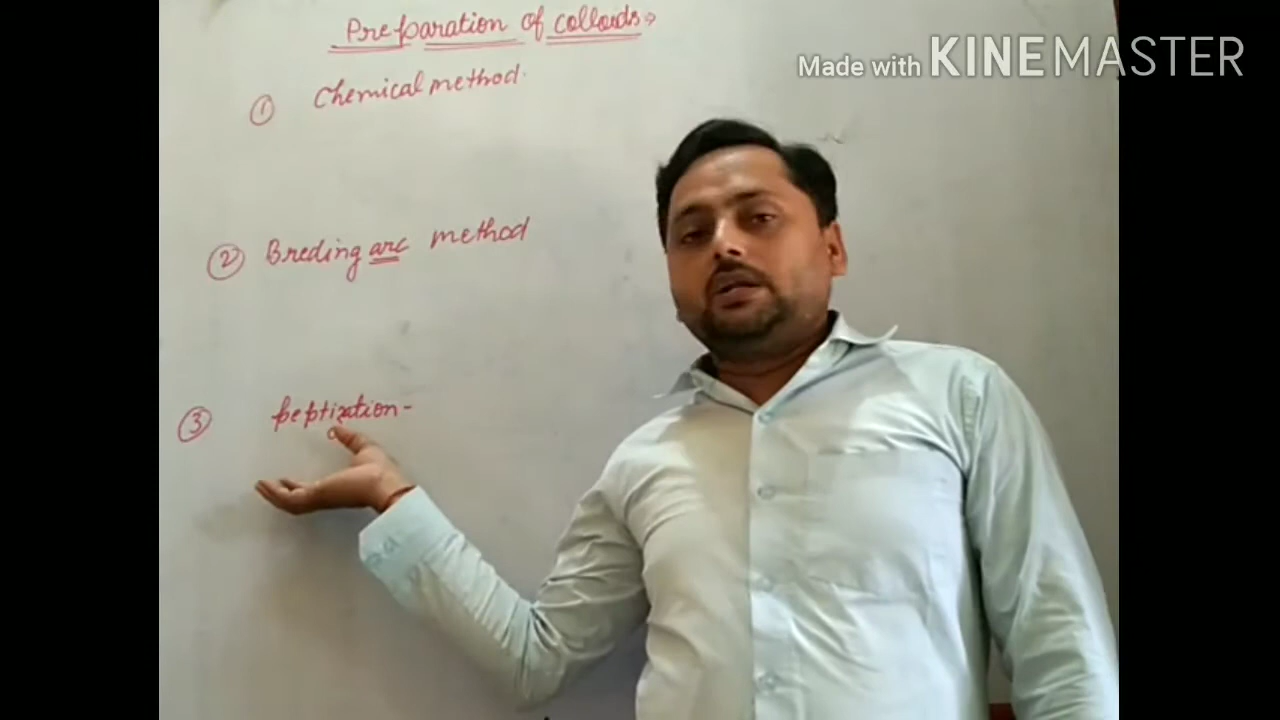 Preparation of colloids→
Made with KINEMASTER
① Chemical method.
② Breding arc method
③ peptization-